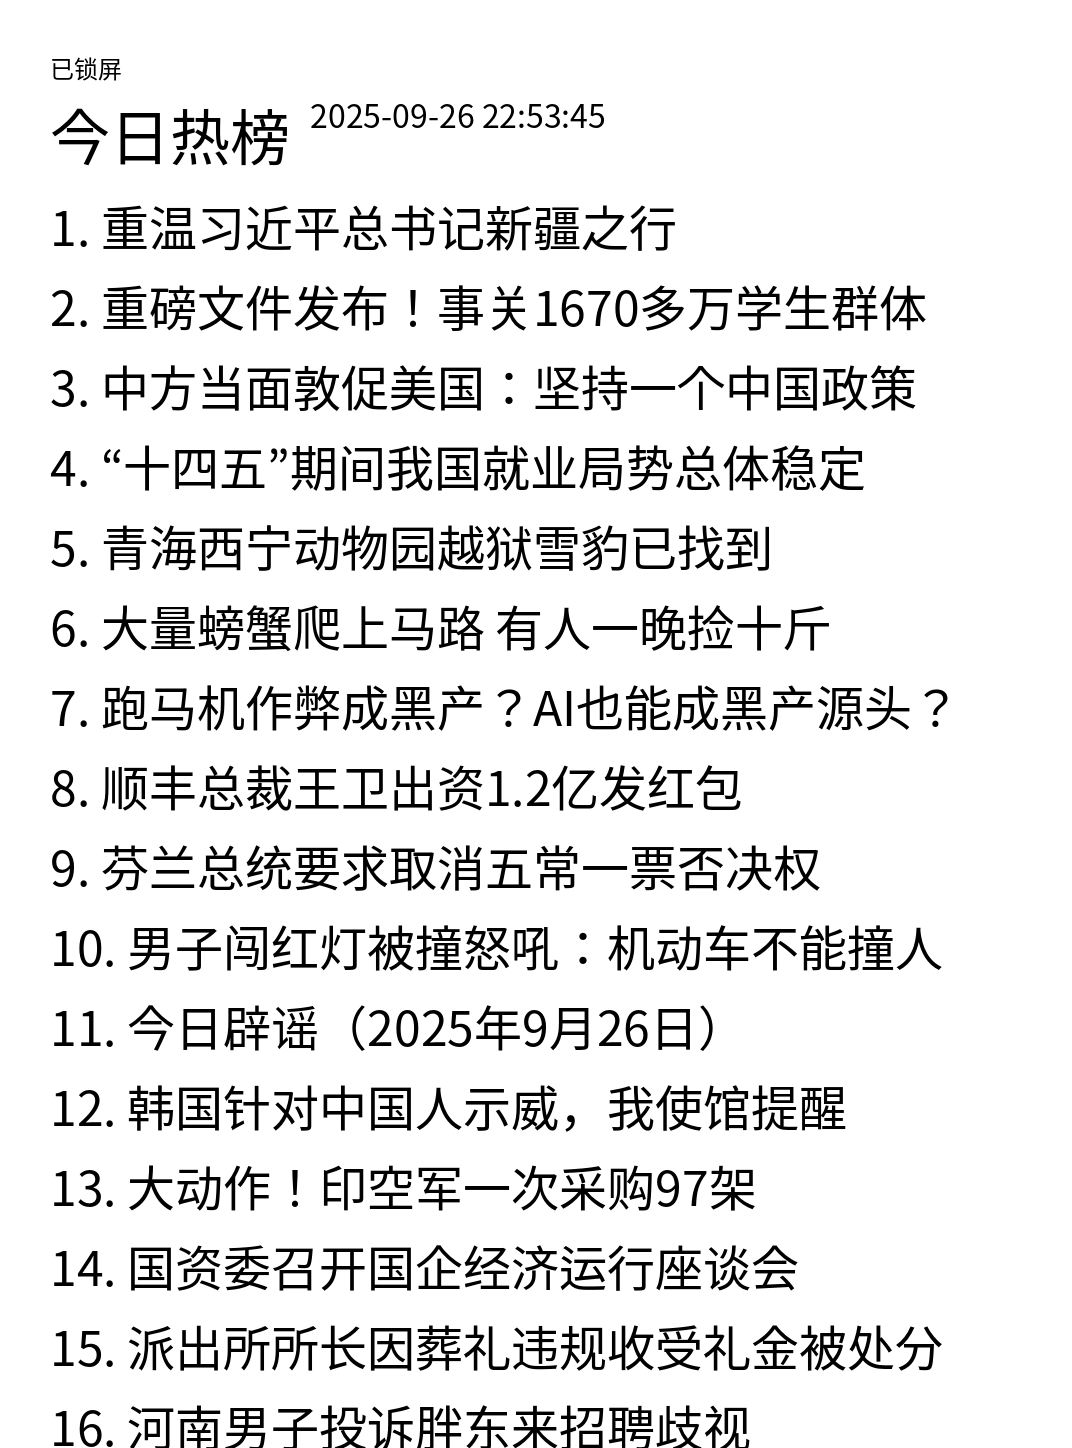 已锁屏
今日热榜 2025-09-26 22:53:45
1. 重温习近平总书记新疆之行
2. 重磅文件发布！事关1670多万学生群体
3. 中方当面敦促美国：坚持一个中国政策
4. “十四五”期间我国就业局势总体稳定
5. 青海西宁动物园越狱雪豹已找到
6. 大量螃蟹爬上马路 有人一晚捡十斤
7. 跑马机作弊成黑产？AI也能成黑产源头？
8. 顺丰总裁王卫出资1.2亿发红包
9. 芬兰总统要求取消五常一票否决权
10. 男子闯红灯被撞怒吼：机动车不能撞人
11. 今日辟谣（2025年9月26日）
12. 韩国针对中国人示威，我使馆提醒
13. 大动作！印空军一次采购97架
14. 国资委召开国企经济运行座谈会
15. 派出所所长因葬礼违规收受礼金被处分
16. 河南男子投诉胖东来招聘歧视